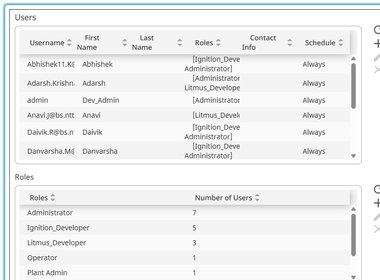 Users
Username First Name Last Name Roles Contact Info Schedule
Abhishek11.K Abhishek [Ignition_Deve Administrator] Always
Adarsh.Krishn Adarsh [Administrator Litmus_Develope Always
admin Dev_Admin [Administrator Always
Anavi.J@bs.ntt Anavi [Litmus_Devel Always
Daivik.R@bs.n Daivik [Ignition_Deve Always
Danvarsha.M Danvarsha [Ignition_Deve Administrator] Always
Roles
Roles Number of Users
Administrator 7
Ignition_Developer 5
Litmus_Developer 3
Operator 1
Plant Admin 1